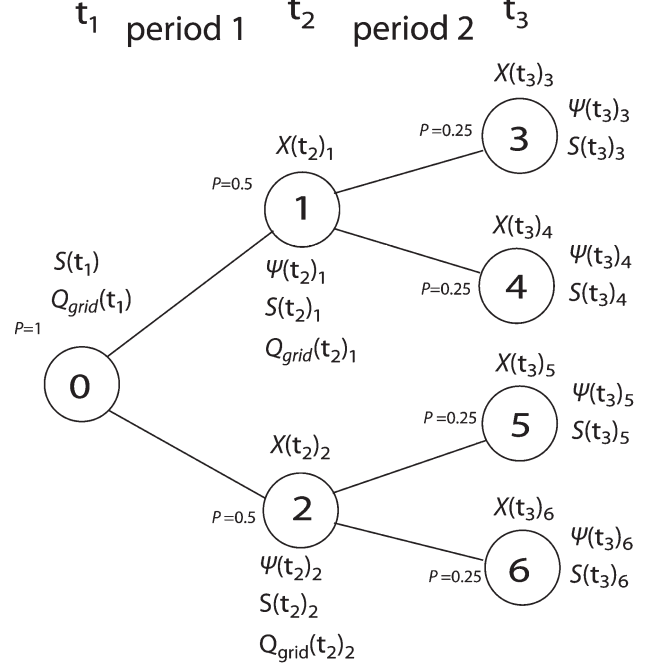 t₁ period 1 t₂ period 2 t₃
X(t₃)₃
P=0.25 3 Ψ(t₃)₃
S(t₃)₃
X(t₂)₁
P=0.5 1
Ψ(t₂)₁
S(t₂)₁
Q_grid(t₂)₁
X(t₃)₄
P=0.25 4 Ψ(t₃)₄
S(t₃)₄
S(t₁)
Q_grid(t₁)
P=1
0
X(t₃)₅
P=0.25 5 Ψ(t₃)₅
S(t₃)₅
X(t₂)₂
P=0.5 2
Ψ(t₂)₂
S(t₂)₂
Q_grid(t₂)₂
X(t₃)₆
P=0.25 6 Ψ(t₃)₆
S(t₃)₆